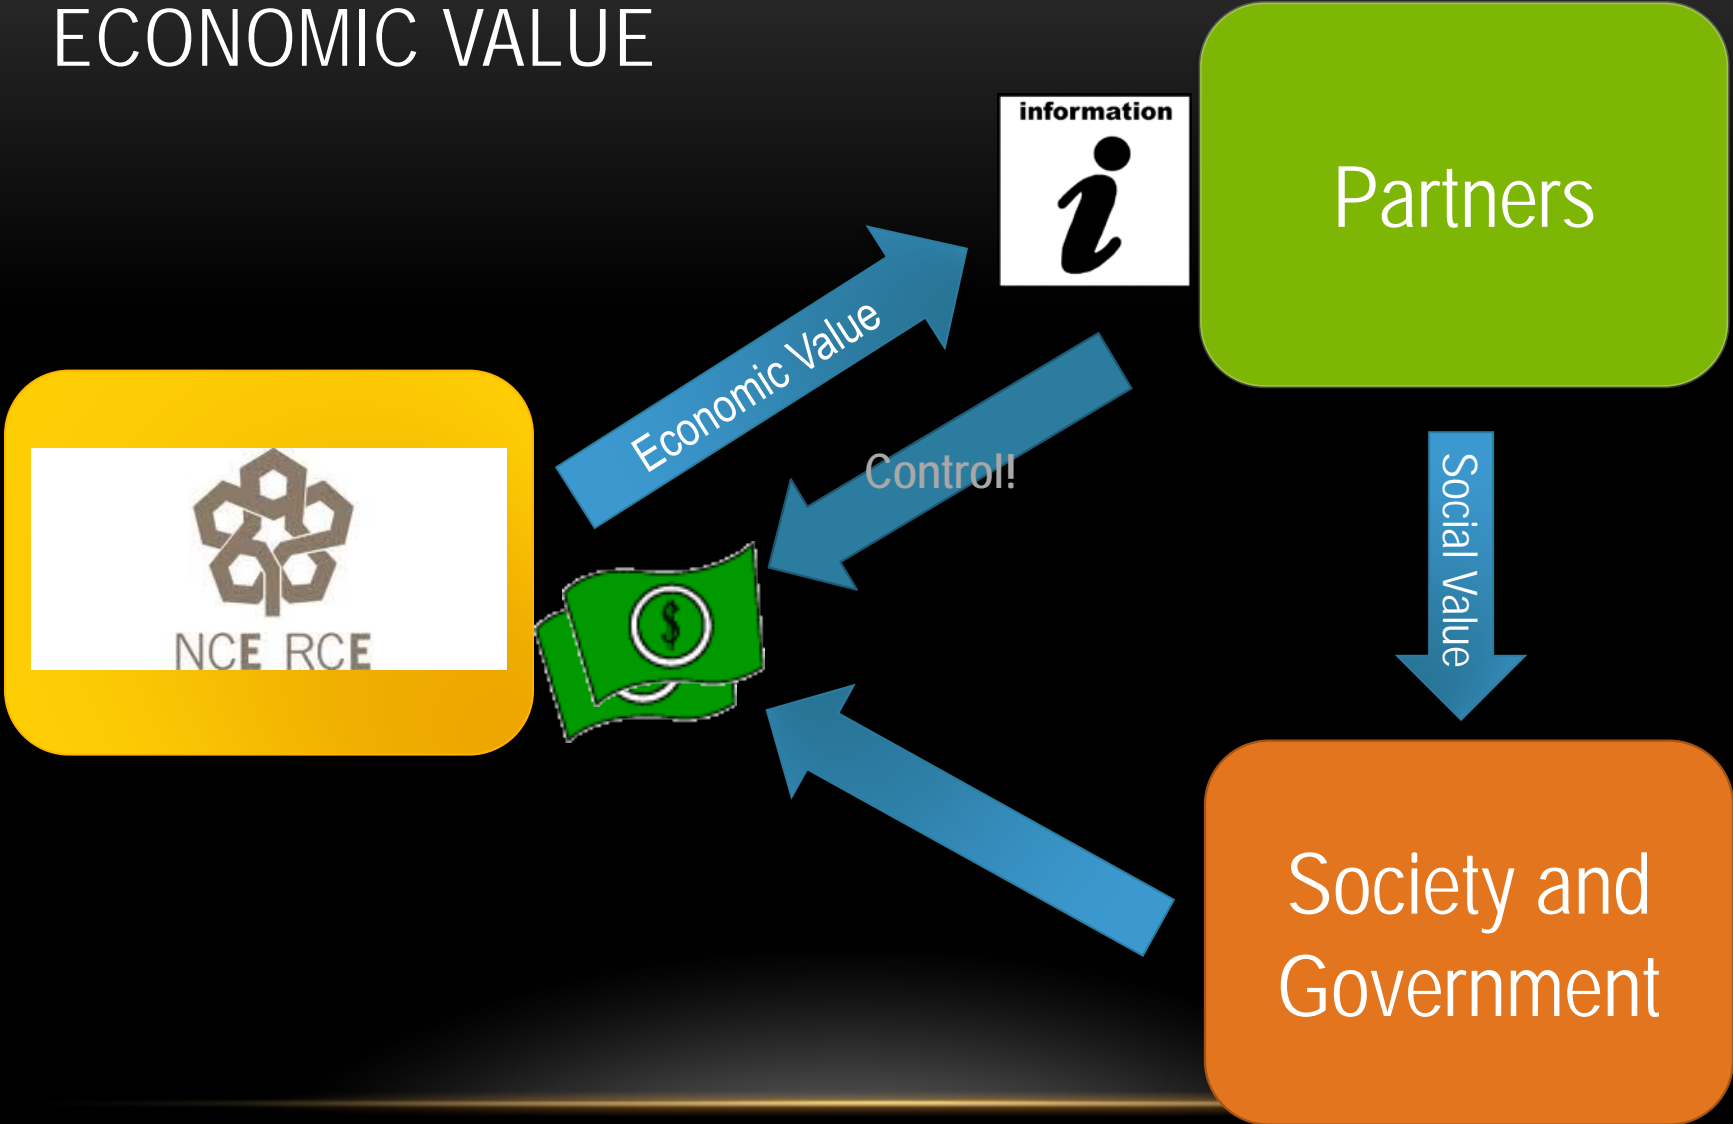 ECONOMIC VALUE
information
i
Partners
Economic Value
Control!
Social Value
NCE RCE
$
Society and
Government